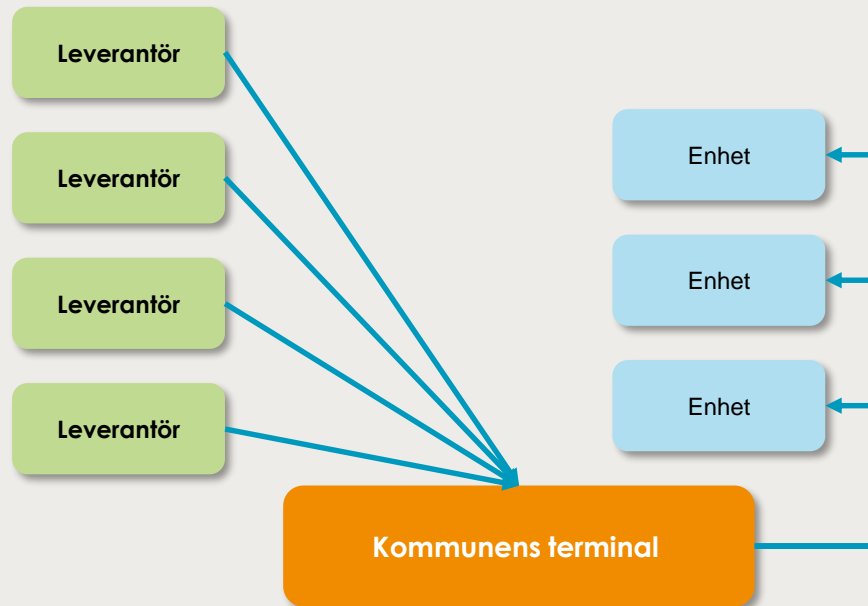 Leverantör
Leverantör
Leverantör
Leverantör
Enhet
Enhet
Enhet
Kommunens terminal